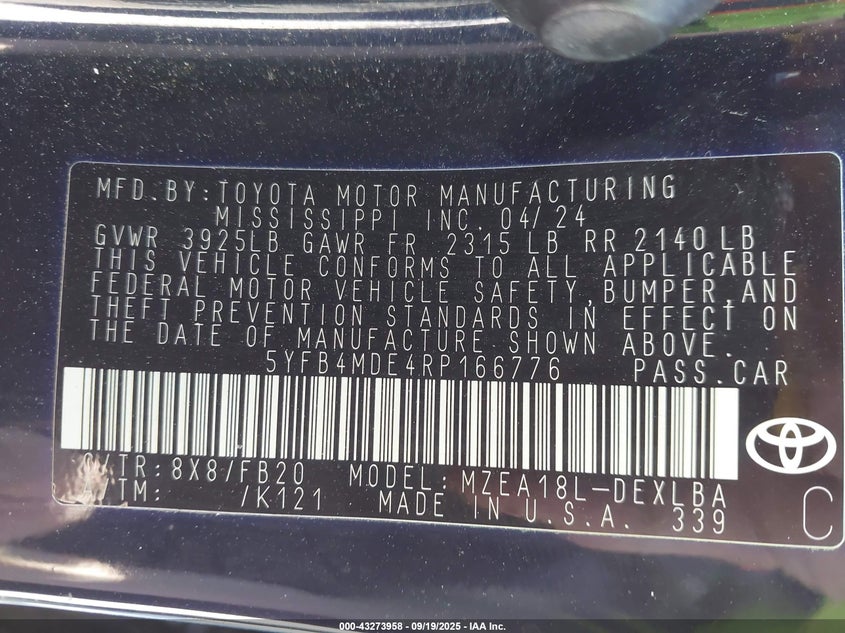 MFD.BY:TOYOTA MOTOR MANUFACTURING
MISSISSIPPI INC. 04/24
GVWR 3925LB GAWR FR 2315 LB RR 2140 LB
THIS VEHICLE CONFORMS TO ALL APPLICABLE
FEDERAL MOTOR VEHICLE SAFETY,BUMPER,AND
THEFT PREVENTION STANDARDS IN EFFECT ON
THE DATE OF MANUFACTURE SHOWN ABOVE.
5YFB4MDE4RP166776 PASS.CAR
C/TR:8X8/FB20 MODEL:MZEA18L-DEXLBA
/K121 MADE IN U.S.A. 339 C
000-43273958 - 09/19/2025 - IAA Inc.